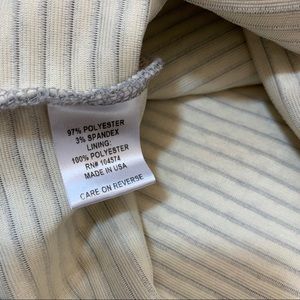 97% POLYESTER
3% SPANDEX
LINING:
100% POLYESTER
RN# 104574
MADE IN USA
CARE ON REVERSE